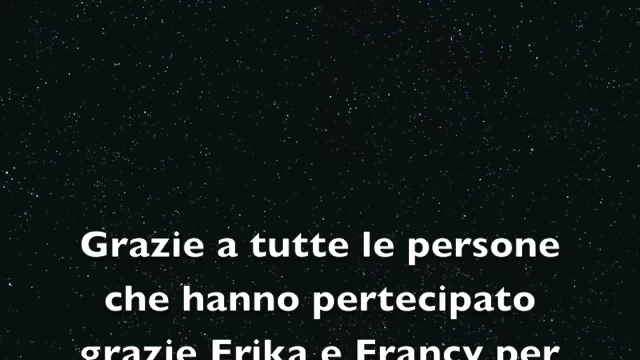 Grazie a tutte le persone
che hanno pertecipato
grazie Erika e Francy per